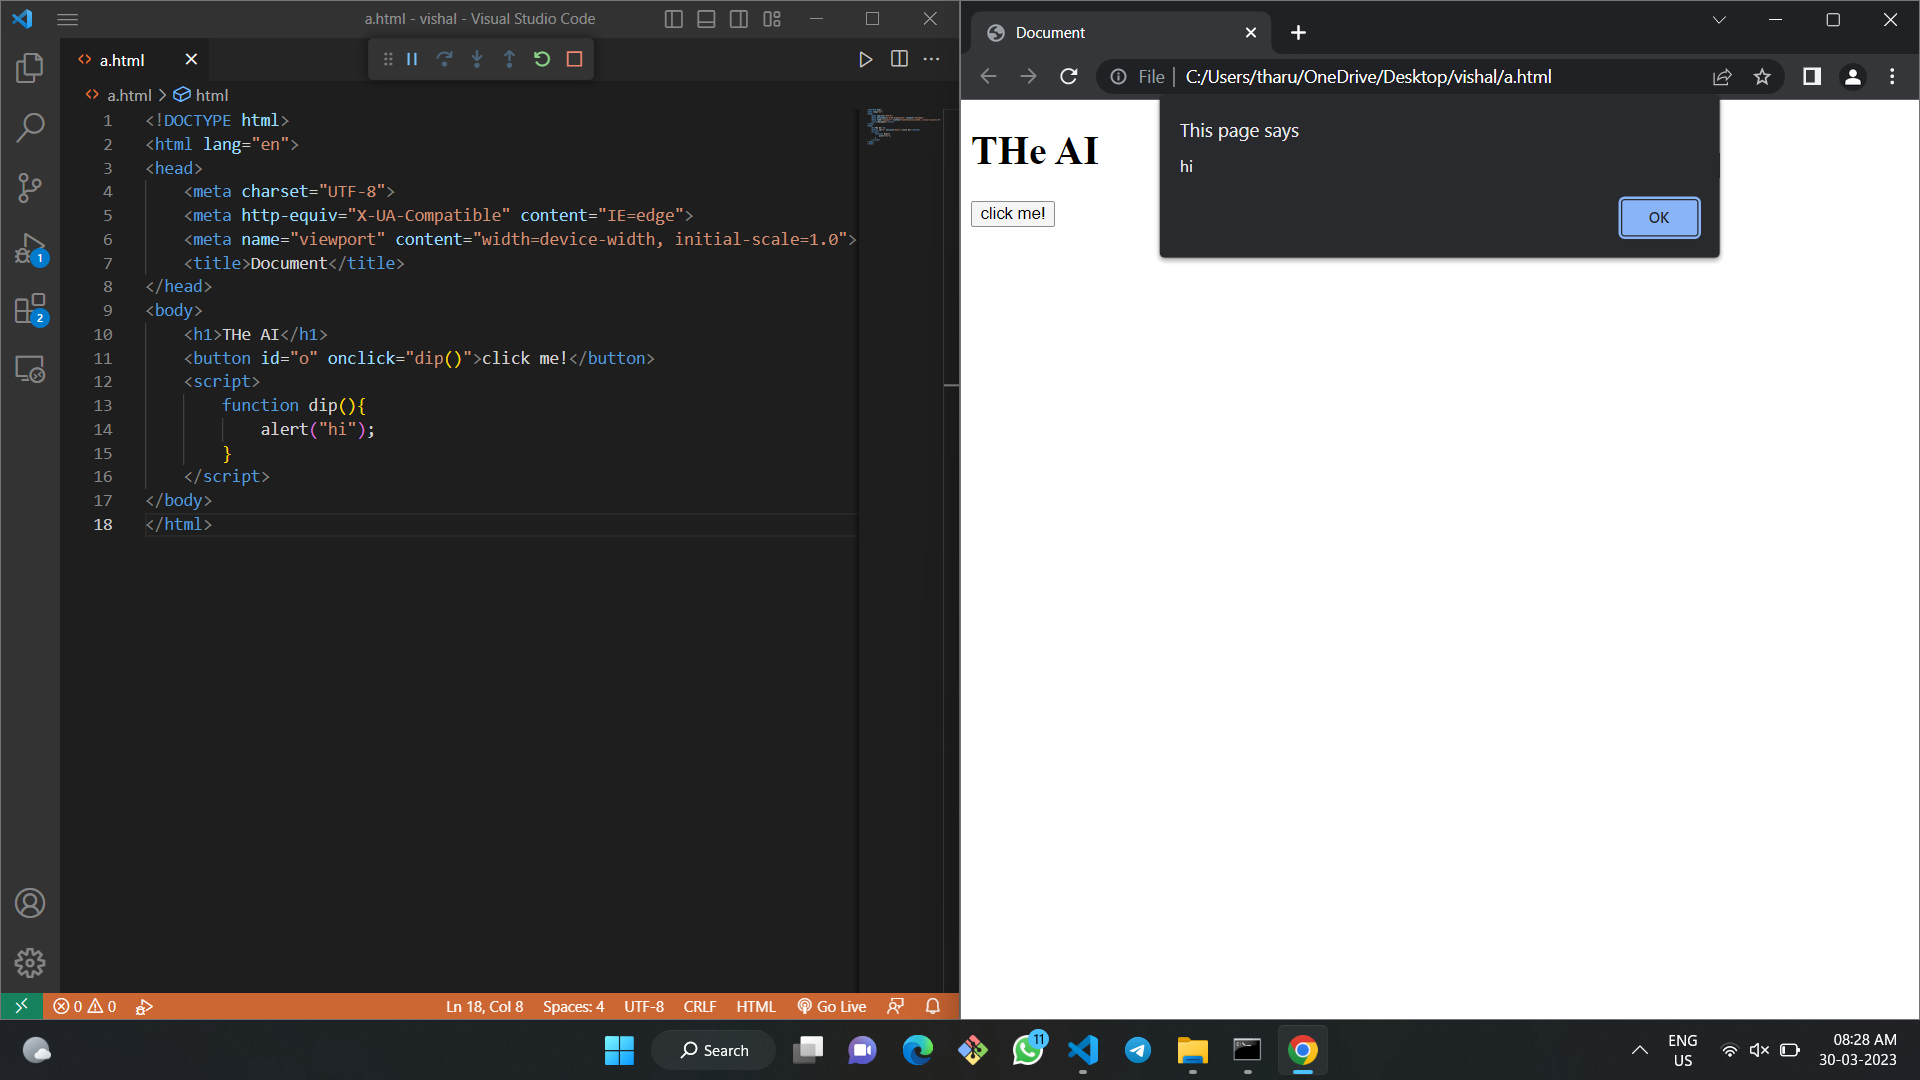 a.html - vishal - Visual Studio Code
a.html
a.html > html
1 <!DOCTYPE html>
2 <html lang="en">
3 <head>
4 <meta charset="UTF-8">
5 <meta http-equiv="X-UA-Compatible" content="IE=edge">
6 <meta name="viewport" content="width=device-width, initial-scale=1.0">
7 <title>Document</title>
8 </head>
9 <body>
10 <h1>THe AI</h1>
11 <button id="o" onclick="dip()">click me!</button>
12 <script>
13 function dip(){
14 alert("hi");
15 }
16 </script>
17 </body>
18 </html>
1
2
0 0
Ln 18, Col 8 Spaces: 4 UTF-8 CRLF HTML Go Live
Document
File | C:/Users/tharu/OneDrive/Desktop/vishal/a.html
THe AI
click me!
This page says
hi
OK
Search
11
ENG
US
08:28 AM
30-03-2023